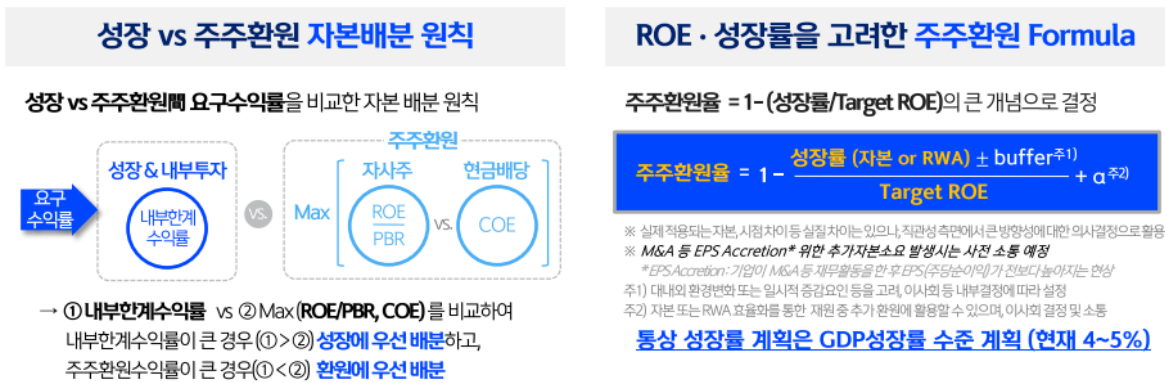 성장 vs 주주환원 자본배분 원칙
성장 vs 주주환원間 요구수익률을 비교한 자본 배분 원칙
주주환원
성장 & 내부투자
자사주
현금배당
요구
수익률
내부한계
수익률
VS.
Max
ROE
PBR
VS.
COE
→ ① 내부한계수익률 vs ② Max (ROE/PBR, COE) 를 비교하여
내부한계수익률이 큰 경우 (①>②) 성장에 우선 배분하고,
주주환원수익률이 큰 경우(①<②) 환원에 우선 배분
ROE · 성장률을 고려한 주주환원 Formula
주주환원율 = 1- (성장률/Target ROE)의 큰 개념으로 결정
주주환원율 = 1 - 성장률 (자본 or RWA) ± buffer주1) + α주2)
Target ROE
※ 실제 적용되는 자본, 시점 차이 등 실질 차이는 있으나, 직관성 측면에서 큰 방향성에 대한 의사결정으로 활용
※ M&A 등 EPS Accretion* 위한 추가자본소요 발생시는 사전 소통 예정
*EPS Accretion : 기업이 M&A 등 재무활동을 한 후 EPS(주당순이익)가 전보다 높아지는 현상
주1) 대내외 환경변화 또는 일시적 증감요인 등을 고려, 이사회 등 내부결정에 따라 설정
주2) 자본 또는 RWA 효율화를 통한 재원 중 추가 환원에 활용할 수 있으며, 이사회 결정 및 소통
통상 성장률 계획은 GDP성장률 수준 계획 (현재 4~5%)